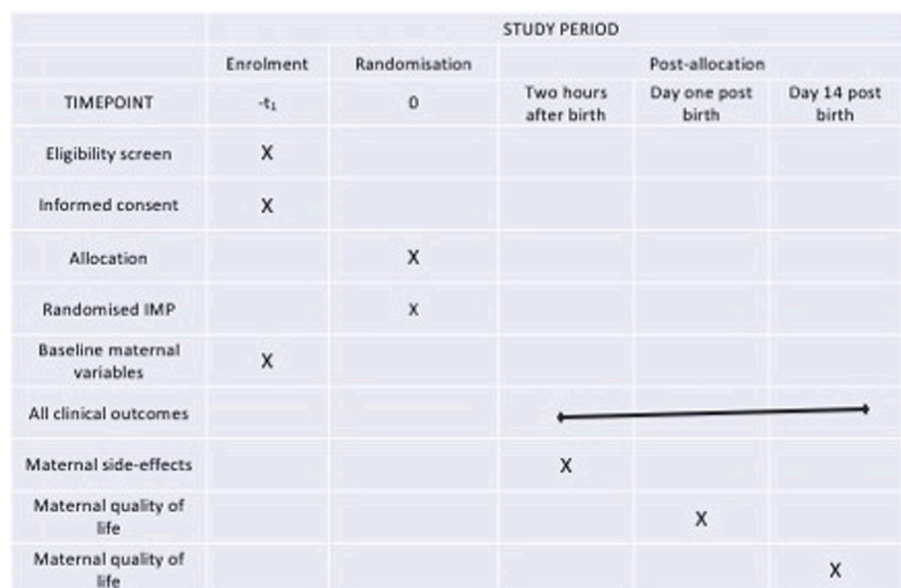 STUDY PERIOD
Enrolment Randomisation Post-allocation
TIMEPOINT -t₁ 0 Two hours after birth Day one post birth Day 14 post birth
Eligibility screen X
Informed consent X
Allocation X
Randomised IMP X
Baseline maternal variables X
All clinical outcomes
Maternal side-effects X
Maternal quality of life X
Maternal quality of life X